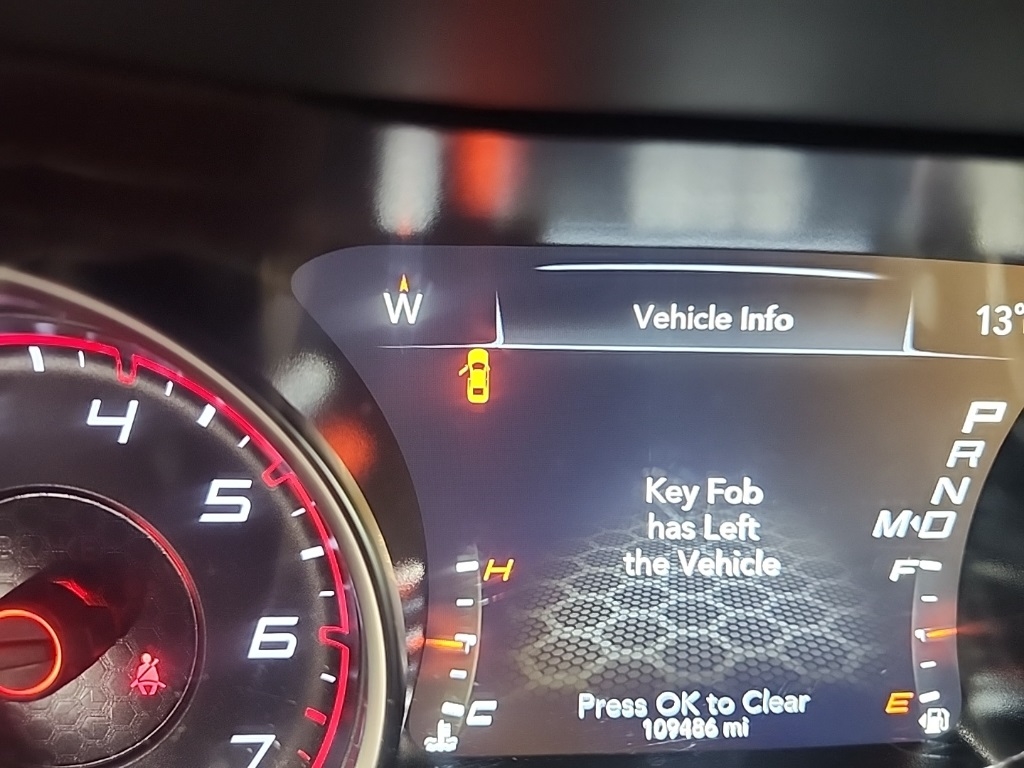 W
Vehicle Info
13°
4
5
6
7
P
R
N
M D
Key Fob
has Left
the Vehicle
H
C
F
E
Press OK to Clear
109486 mi